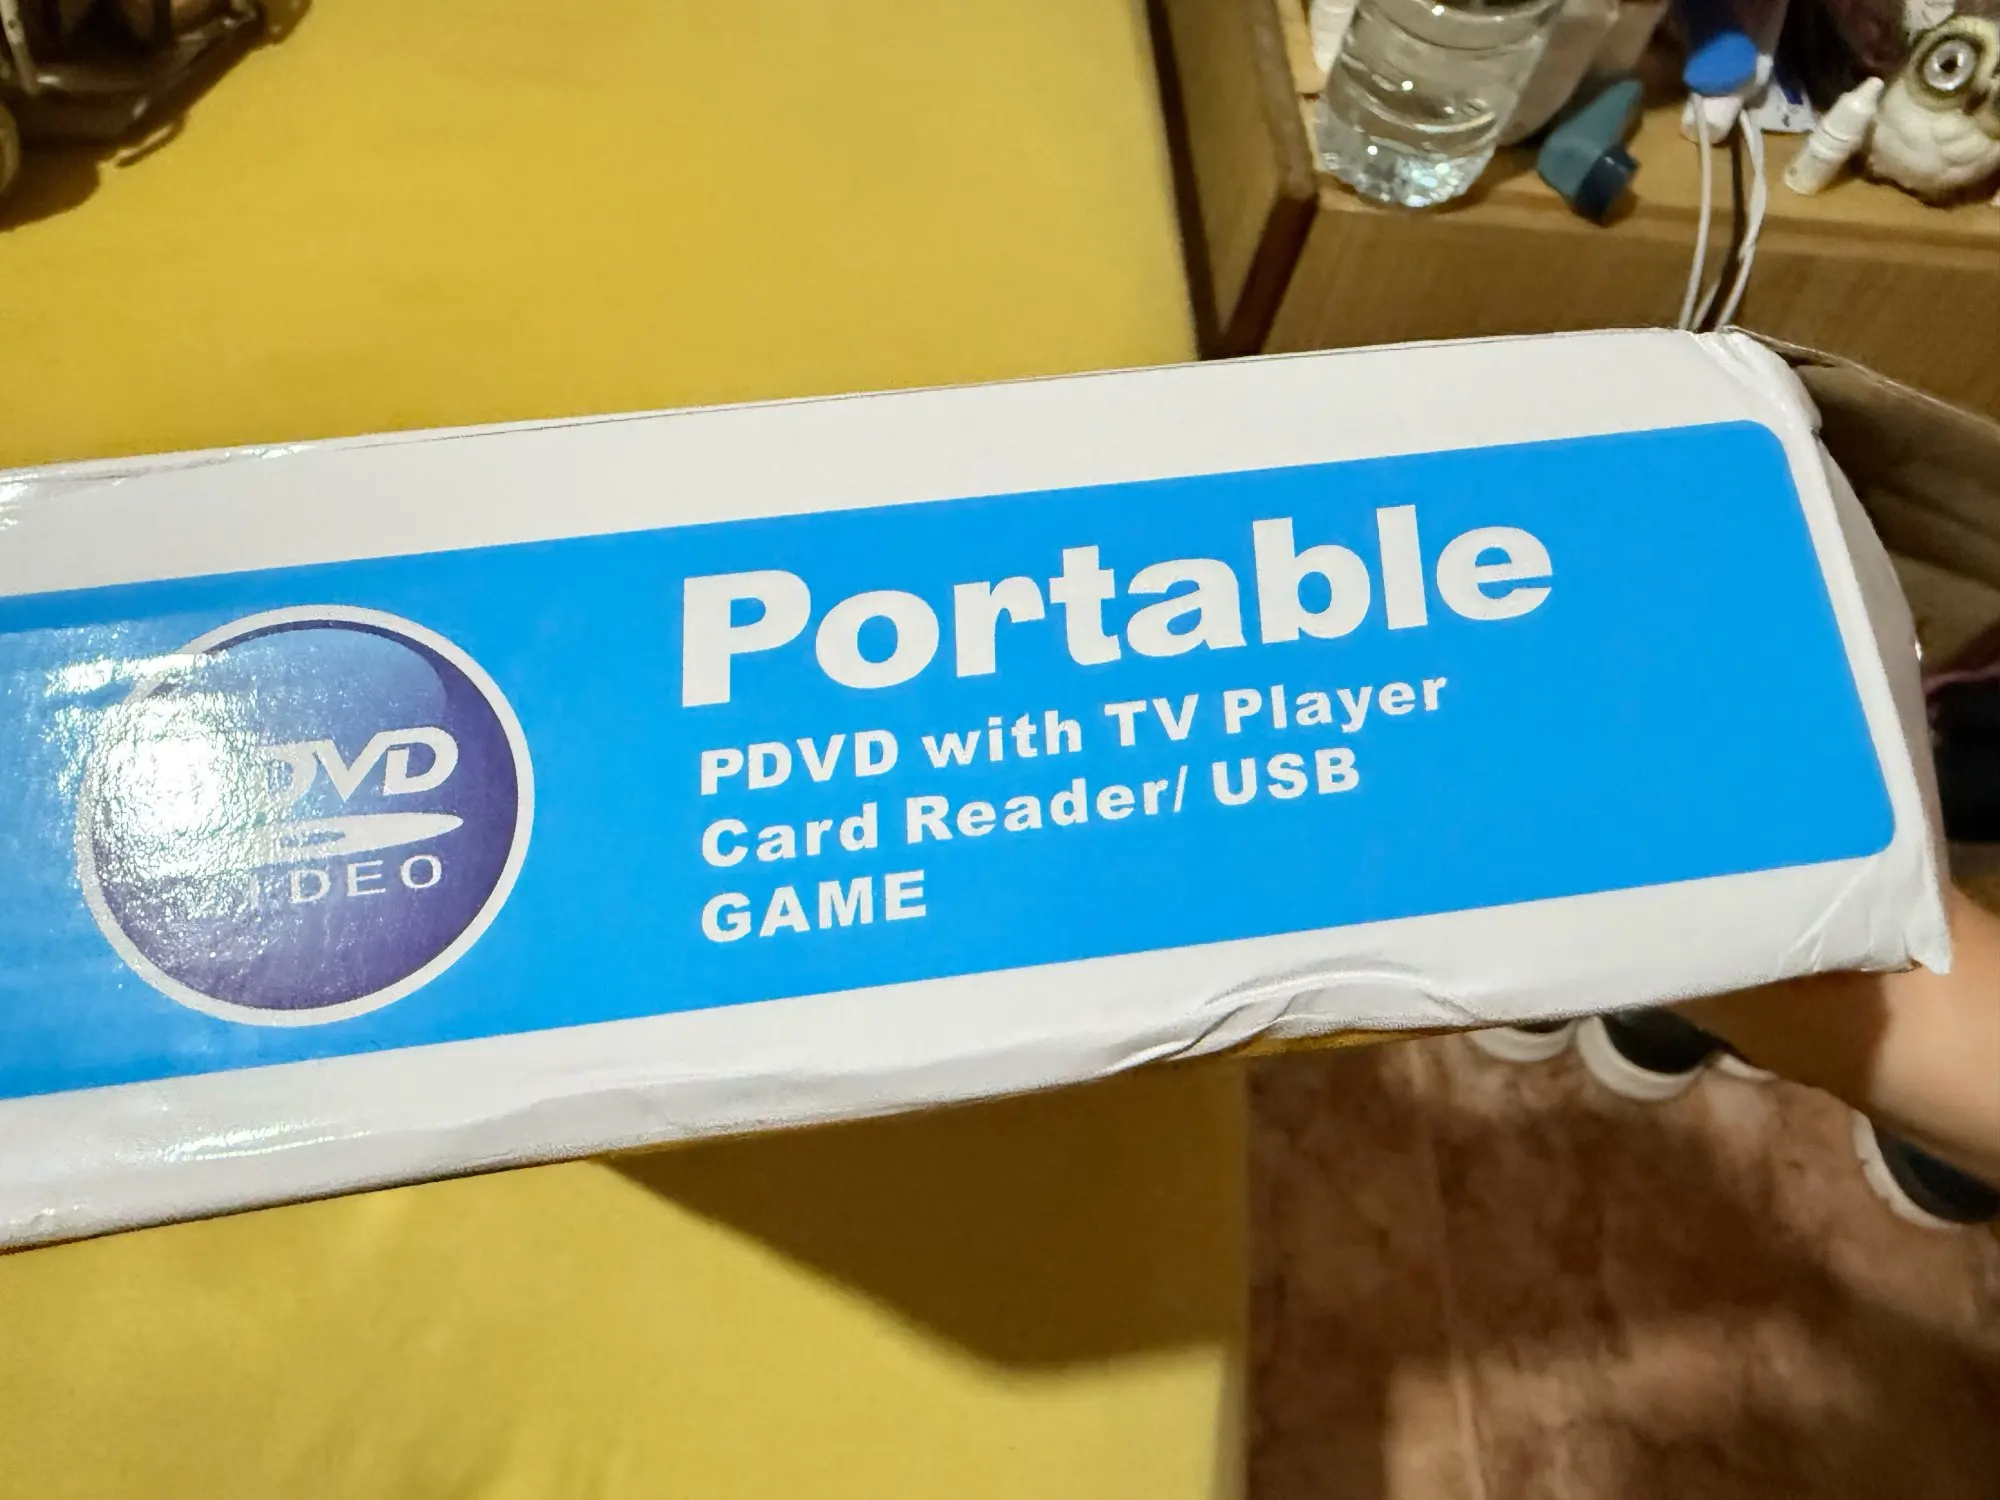 DVD
VIDEO
Portable
PDVD with TV Player
Card Reader/ USB
GAME